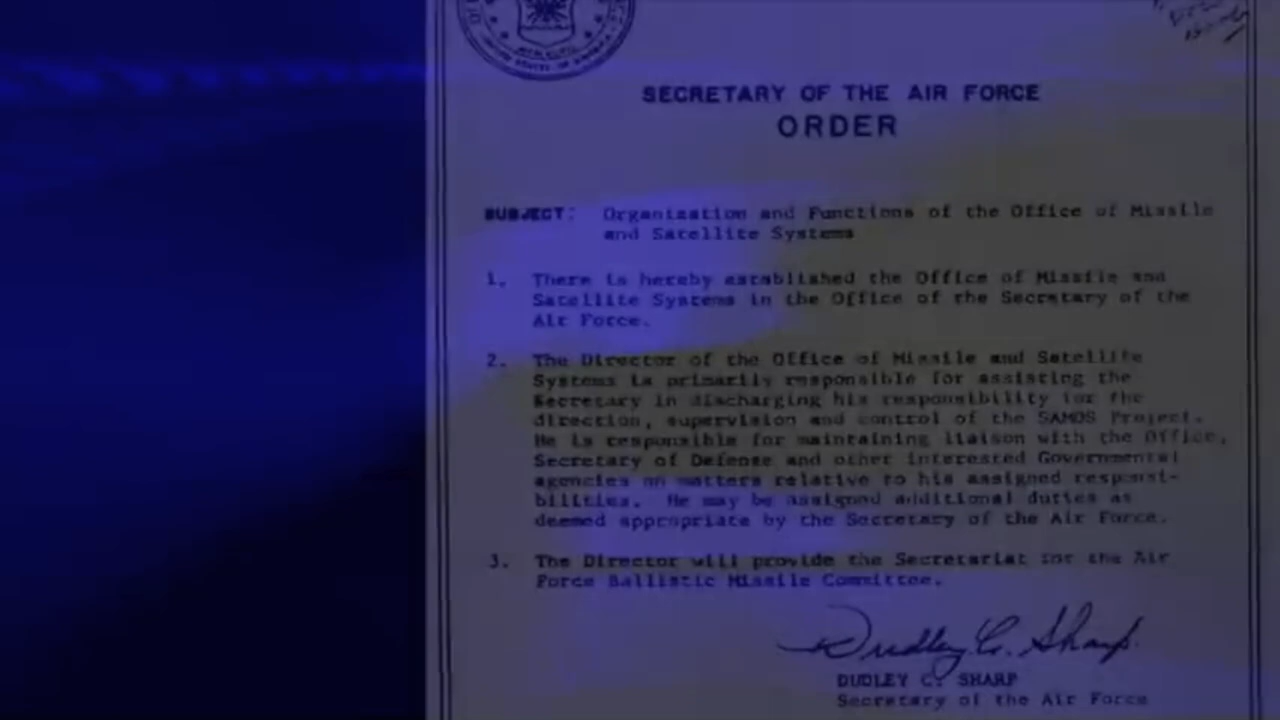 UNITED STATES OF AMERICA
SECRETARY OF THE AIR FORCE
ORDER
SUBJECT: Organization and Functions of the Office of Missile
and Satellite Systems
1. There is hereby established the Office of Missile and
Satellite Systems in the Office of the Secretary of the
Air Force.
2. The Director of the Office of Missile and Satellite
Systems is primarily responsible for assisting the
Secretary in discharging his responsibility for the
direction, supervision and control of the SAMOS Project.
He is responsible for maintaining liaison with the Office,
Secretary of Defense and other interested Governmental
agencies on matters relative to his assigned responsi-
bilities. He may be assigned additional duties as
deemed appropriate by the Secretary of the Air Force.
3. The Director will provide the Secretariat for the Air
Force Ballistic Missile Committee.
Dudley C. Sharp
DUDLEY C. SHARP
Secretary of the Air Force